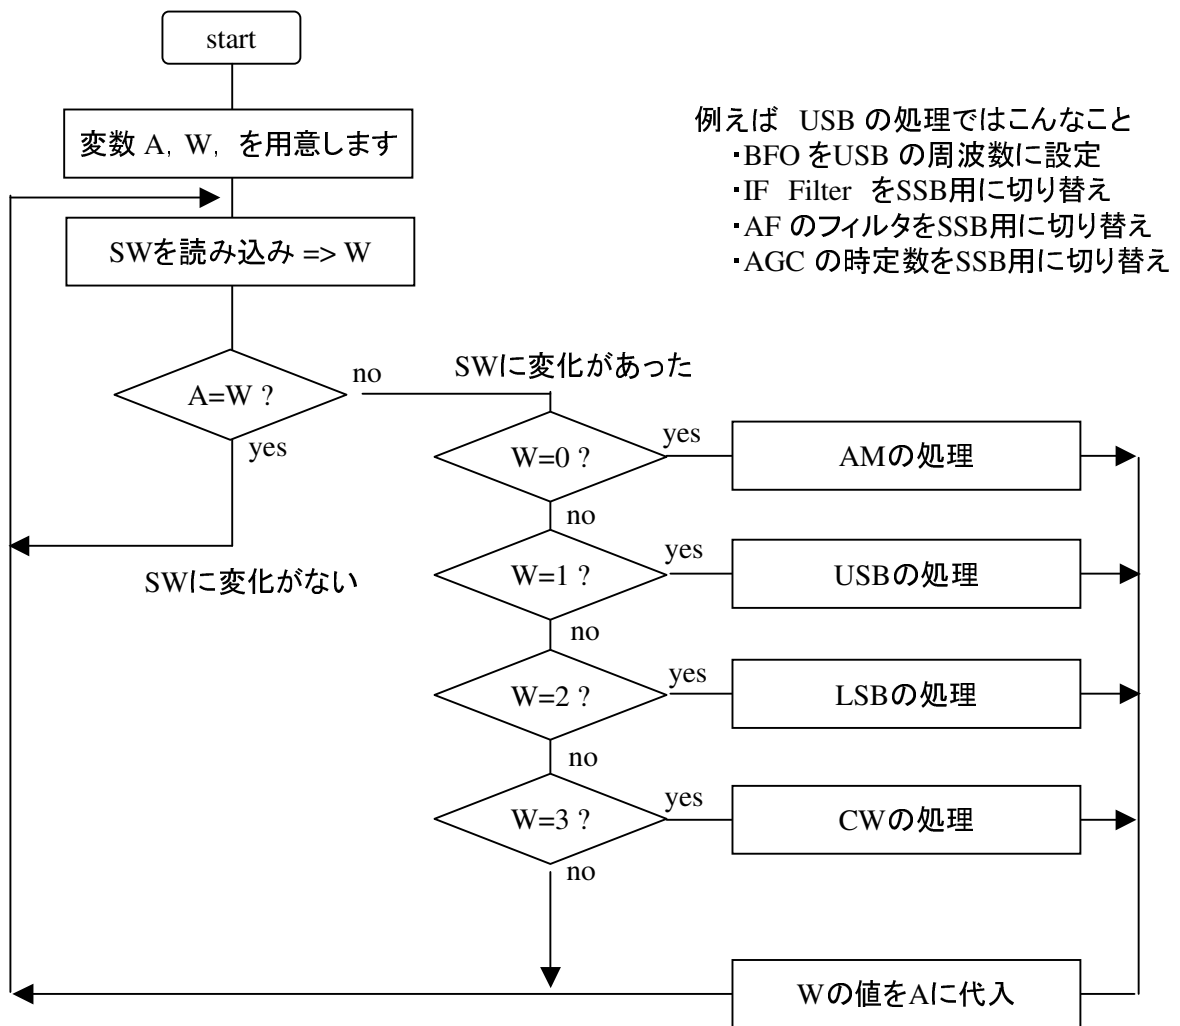 start
変数 A, W, を用意します
例えば USB の処理ではこんなこと
・BFO をUSB の周波数に設定
・IF Filter をSSB用に切り替え
・AF のフィルタをSSB用に切り替え
・AGC の時定数をSSB用に切り替え
SWを読み込み => W
A=W ?
no
yes
SWに変化があった
SWに変化がない
W=0 ?
yes
AMの処理
no
W=1 ?
yes
USBの処理
no
W=2 ?
yes
LSBの処理
no
W=3 ?
yes
CWの処理
no
Wの値をAに代入